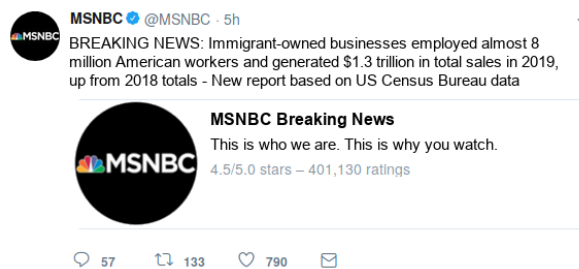 MSNBC @MSNBC · 5h
MSNBC
BREAKING NEWS: Immigrant-owned businesses employed almost 8
million American workers and generated $1.3 trillion in total sales in 2019,
up from 2018 totals - New report based on US Census Bureau data
MSNBC
MSNBC Breaking News
This is who we are. This is why you watch.
4.5/5.0 stars – 401,130 ratings
57 133 790